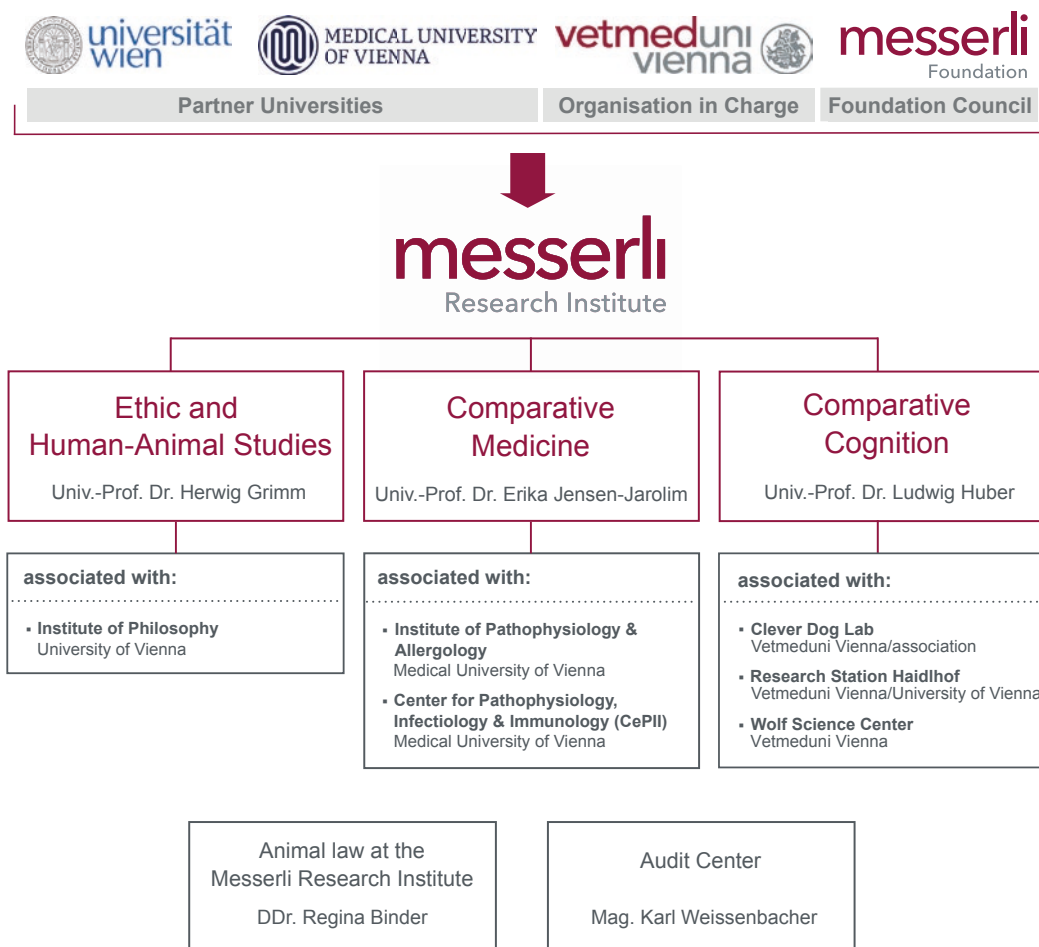 universität
wien
MEDICAL UNIVERSITY
OF VIENNA
vetmeduni
vienna
messerli
Foundation
Partner Universities
Organisation in Charge
Foundation Council
messerli
Research Institute
Ethic and
Human-Animal Studies
Univ.-Prof. Dr. Herwig Grimm
Comparative
Medicine
Univ.-Prof. Dr. Erika Jensen-Jarolim
Comparative
Cognition
Univ.-Prof. Dr. Ludwig Huber
associated with:
▪ Institute of Philosophy
University of Vienna
associated with:
▪ Institute of Pathophysiology &
Allergology
Medical University of Vienna
▪ Center for Pathophysiology,
Infectiology & Immunology (CePII)
Medical University of Vienna
associated with:
▪ Clever Dog Lab
Vetmeduni Vienna/association
▪ Research Station Haidlhof
Vetmeduni Vienna/University of Vienna
▪ Wolf Science Center
Vetmeduni Vienna
Animal law at the
Messerli Research Institute
DDr. Regina Binder
Audit Center
Mag. Karl Weissenbacher